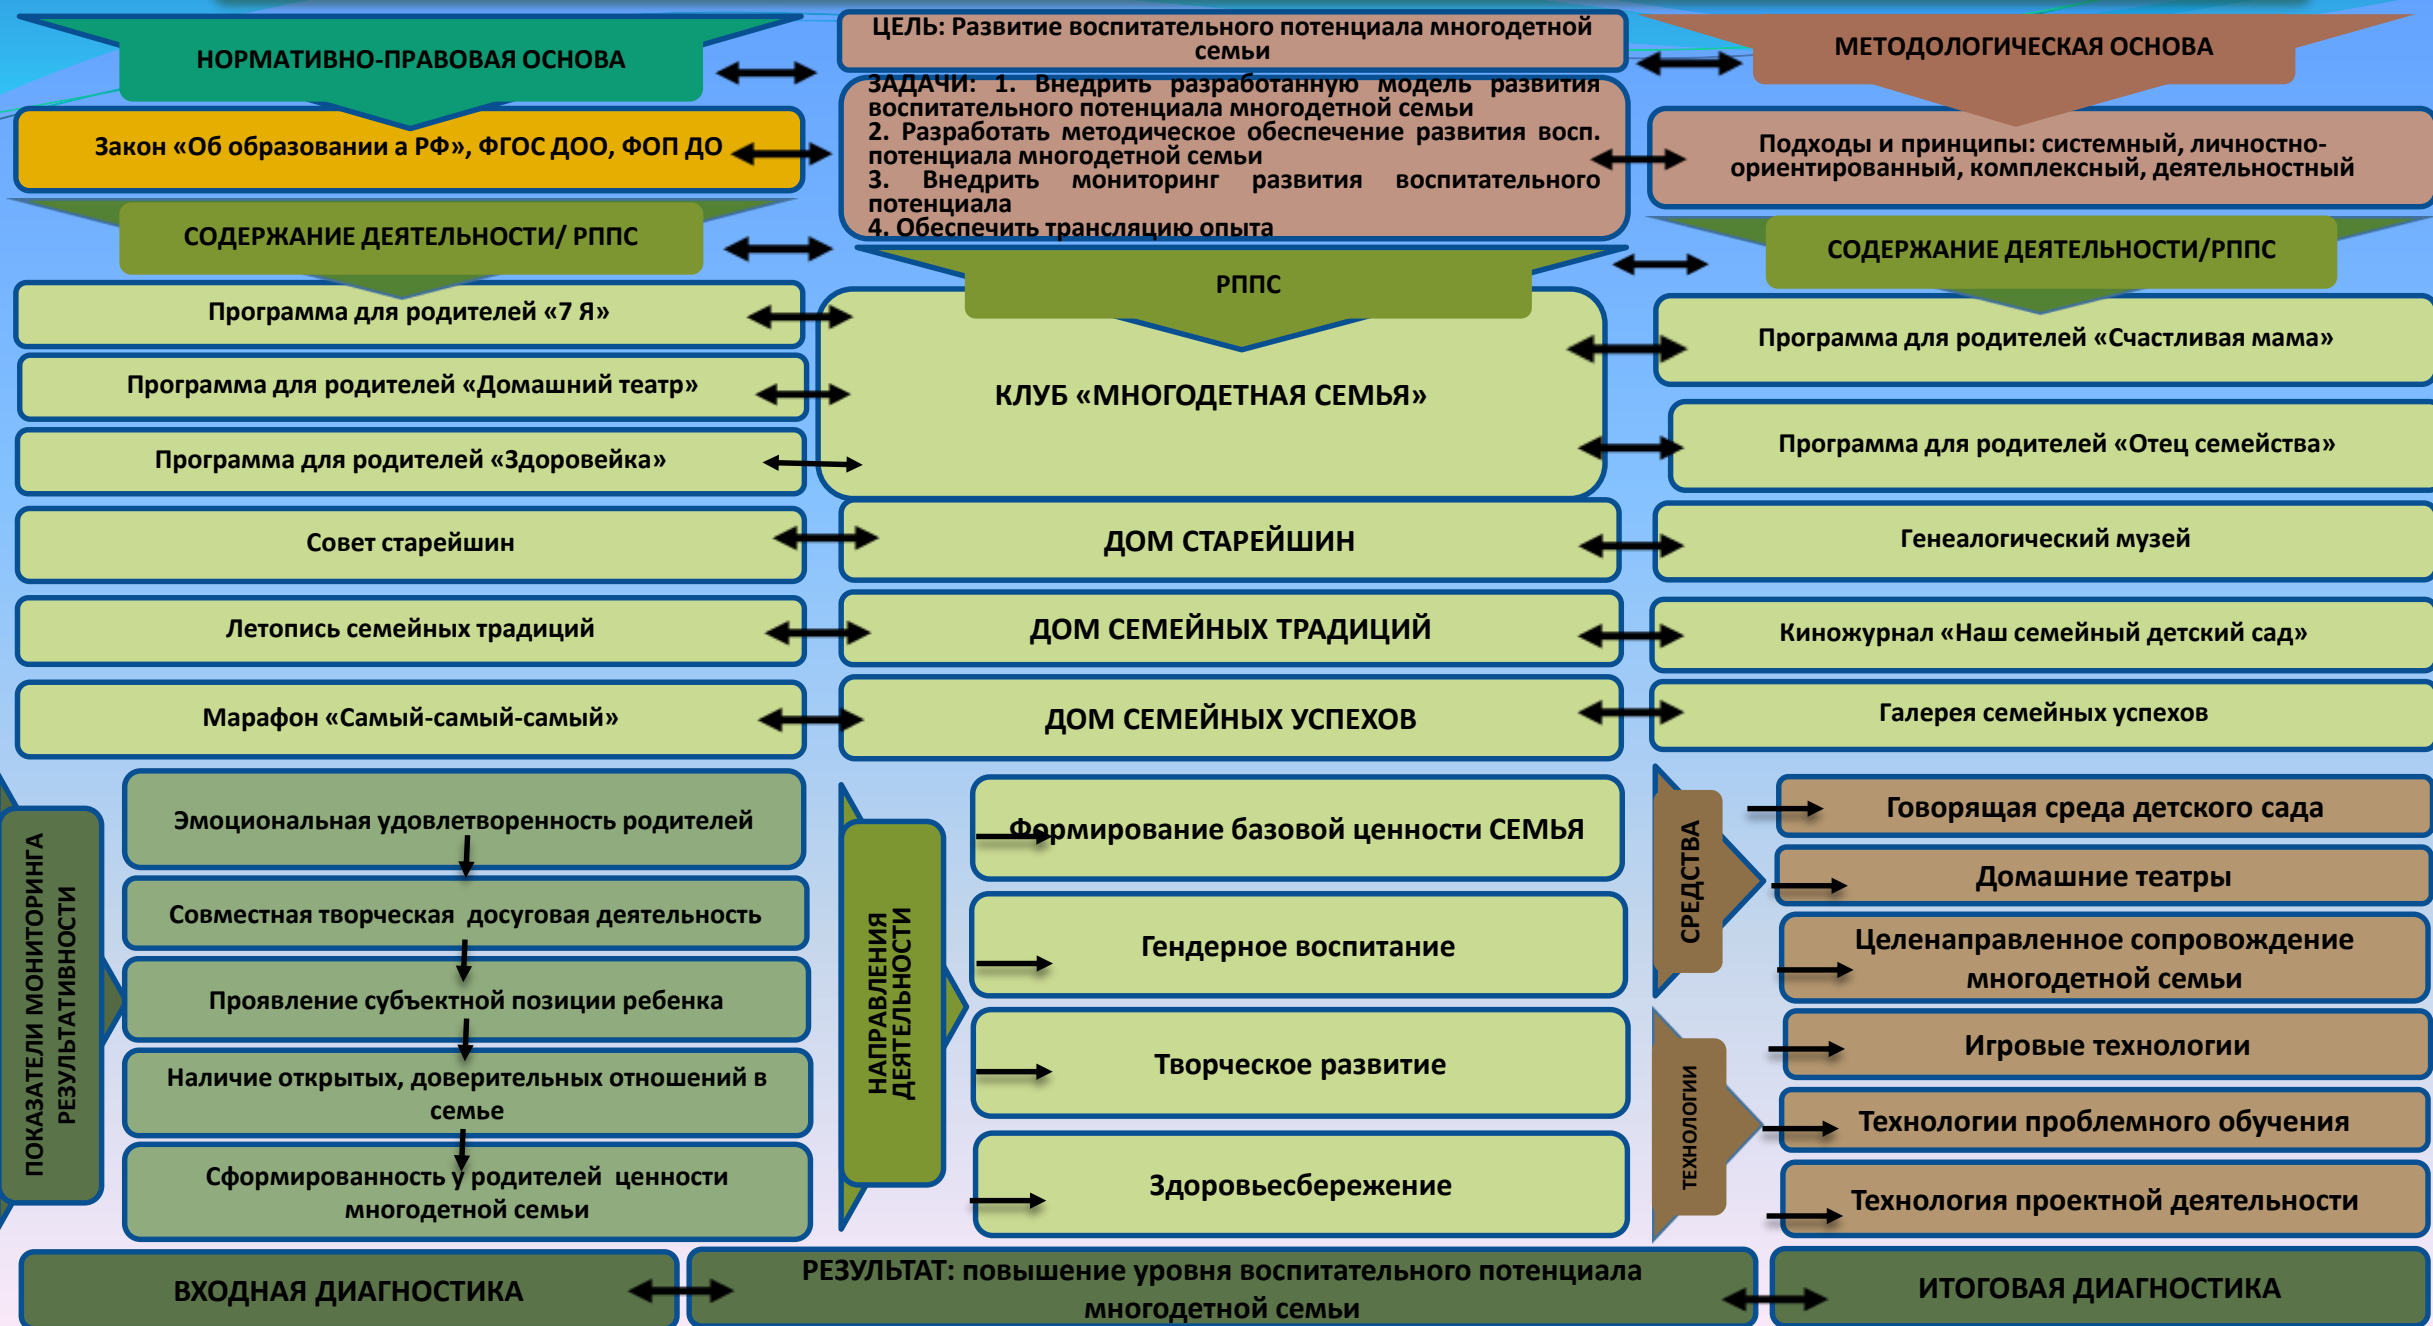 НОРМАТИВНО-ПРАВОВАЯ ОСНОВА
ЦЕЛЬ: Развитие воспитательного потенциала многодетной
семьи
МЕТОДОЛОГИЧЕСКАЯ ОСНОВА
Закон «Об образовании а РФ», ФГОС ДОО, ФОП ДО
ЗАДАЧИ: 1. Внедрить разработанную модель развития
воспитательного потенциала многодетной семьи
2. Разработать методическое обеспечение развития восп.
потенциала многодетной семьи
3. Внедрить мониторинг развития воспитательного
потенциала
4. Обеспечить трансляцию опыта
Подходы и принципы: системный, личностно-
ориентированный, комплексный, деятельностный
СОДЕРЖАНИЕ ДЕЯТЕЛЬНОСТИ/ РППС
РППС
СОДЕРЖАНИЕ ДЕЯТЕЛЬНОСТИ/РППС
Программа для родителей «7 Я»
Программа для родителей «Домашний театр»
Программа для родителей «Здоровейка»
КЛУБ «МНОГОДЕТНАЯ СЕМЬЯ»
Программа для родителей «Счастливая мама»
Программа для родителей «Отец семейства»
Совет старейшин
ДОМ СТАРЕЙШИН
Генеалогический музей
Летопись семейных традиций
ДОМ СЕМЕЙНЫХ ТРАДИЦИЙ
Киножурнал «Наш семейный детский сад»
Марафон «Самый-самый-самый»
ДОМ СЕМЕЙНЫХ УСПЕХОВ
Галерея семейных успехов
ПОКАЗАТЕЛИ МОНИТОРИНГА
РЕЗУЛЬТАТИВНОСТИ
Эмоциональная удовлетворенность родителей
Совместная творческая  досуговая деятельность
Проявление субъектной позиции ребенка
Наличие открытых, доверительных отношений в
семье
Сформированность у родителей  ценности
многодетной семьи
НАПРАВЛЕНИЯ
ДЕЯТЕЛЬНОСТИ
Формирование базовой ценности СЕМЬЯ
Гендерное воспитание
Творческое развитие
Здоровьесбережение
СРЕДСТВА
Говорящая среда детского сада
Домашние театры
Целенаправленное сопровождение
многодетной семьи
ТЕХНОЛОГИИ
Игровые технологии
Технологии проблемного обучения
Технология проектной деятельности
ВХОДНАЯ ДИАГНОСТИКА
РЕЗУЛЬТАТ: повышение уровня воспитательного потенциала
многодетной семьи
ИТОГОВАЯ ДИАГНОСТИКА